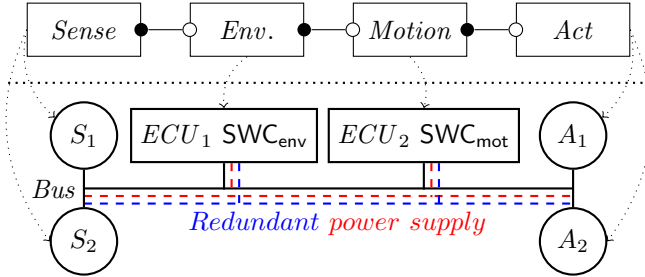 Sense Env. Motion Act
S1 ECU1 SWCenv ECU2 SWCmot A1
Bus
Redundant power supply
S2 A2